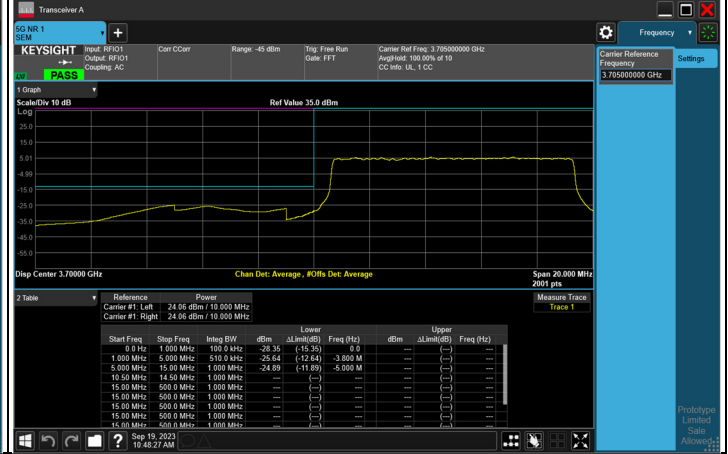 Transceiver A
5G NR 1
SEM
+
Frequency
KEYSIGHT
LVI
PASS
Input: RFIO1
Output: RFIO1
Coupling: AC
Corr CCorr
Range: -45 dBm
Trig: Free Run
Gate: FFT
Carrier Ref Freq: 3.705000000 GHz
Avg|Hold: 100.00% of 10
CC Info: UL, 1 CC
Carrier Reference
Frequency
3.705000000 GHz
Settings
1 Graph
Scale/Div 10 dB
Ref Value 35.0 dBm
Log
25.0
15.0
5.01
-4.99
-15.0
-25.0
-35.0
-45.0
-55.0
Disp Center 3.70000 GHz
Chan Det: Average , #Offs Det: Average
Span 20.000 MHz
2001 pts
2 Table
Reference Power
Carrier #1: Left 24.06 dBm / 10.000 MHz
Carrier #1: Right 24.06 dBm / 10.000 MHz
Measure Trace
Trace 1
Lower Upper
Start Freq Stop Freq Integ BW dBm ΔLimit(dB) Freq (Hz) dBm ΔLimit(dB) Freq (Hz)
0.0 Hz 1.000 MHz 100.0 kHz -28.35 (-15.35) 0.0 --- (---) ---
1.000 MHz 5.000 MHz 510.0 kHz -25.64 (-12.64) -3.800 M --- (---) ---
5.000 MHz 15.00 MHz 1.000 MHz -24.89 (-11.89) -5.000 M --- (---) ---
10.50 MHz 14.50 MHz 1.000 MHz --- (---) --- --- (---) ---
15.00 MHz 500.0 MHz 1.000 MHz --- (---) --- --- (---) ---
15.00 MHz 500.0 MHz 1.000 MHz --- (---) --- --- (---) ---
15.00 MHz 500.0 MHz 1.000 MHz --- (---) --- --- (---) ---
15.00 MHz 500.0 MHz 1.000 MHz --- (---) --- --- (---) ---
15.00 MHz 500.0 MHz 1.000 MHz --- (---) --- --- (---) ---
Prototype
Limited
Sale
Allowed
?
Sep 19, 2023
10:48:27 AM